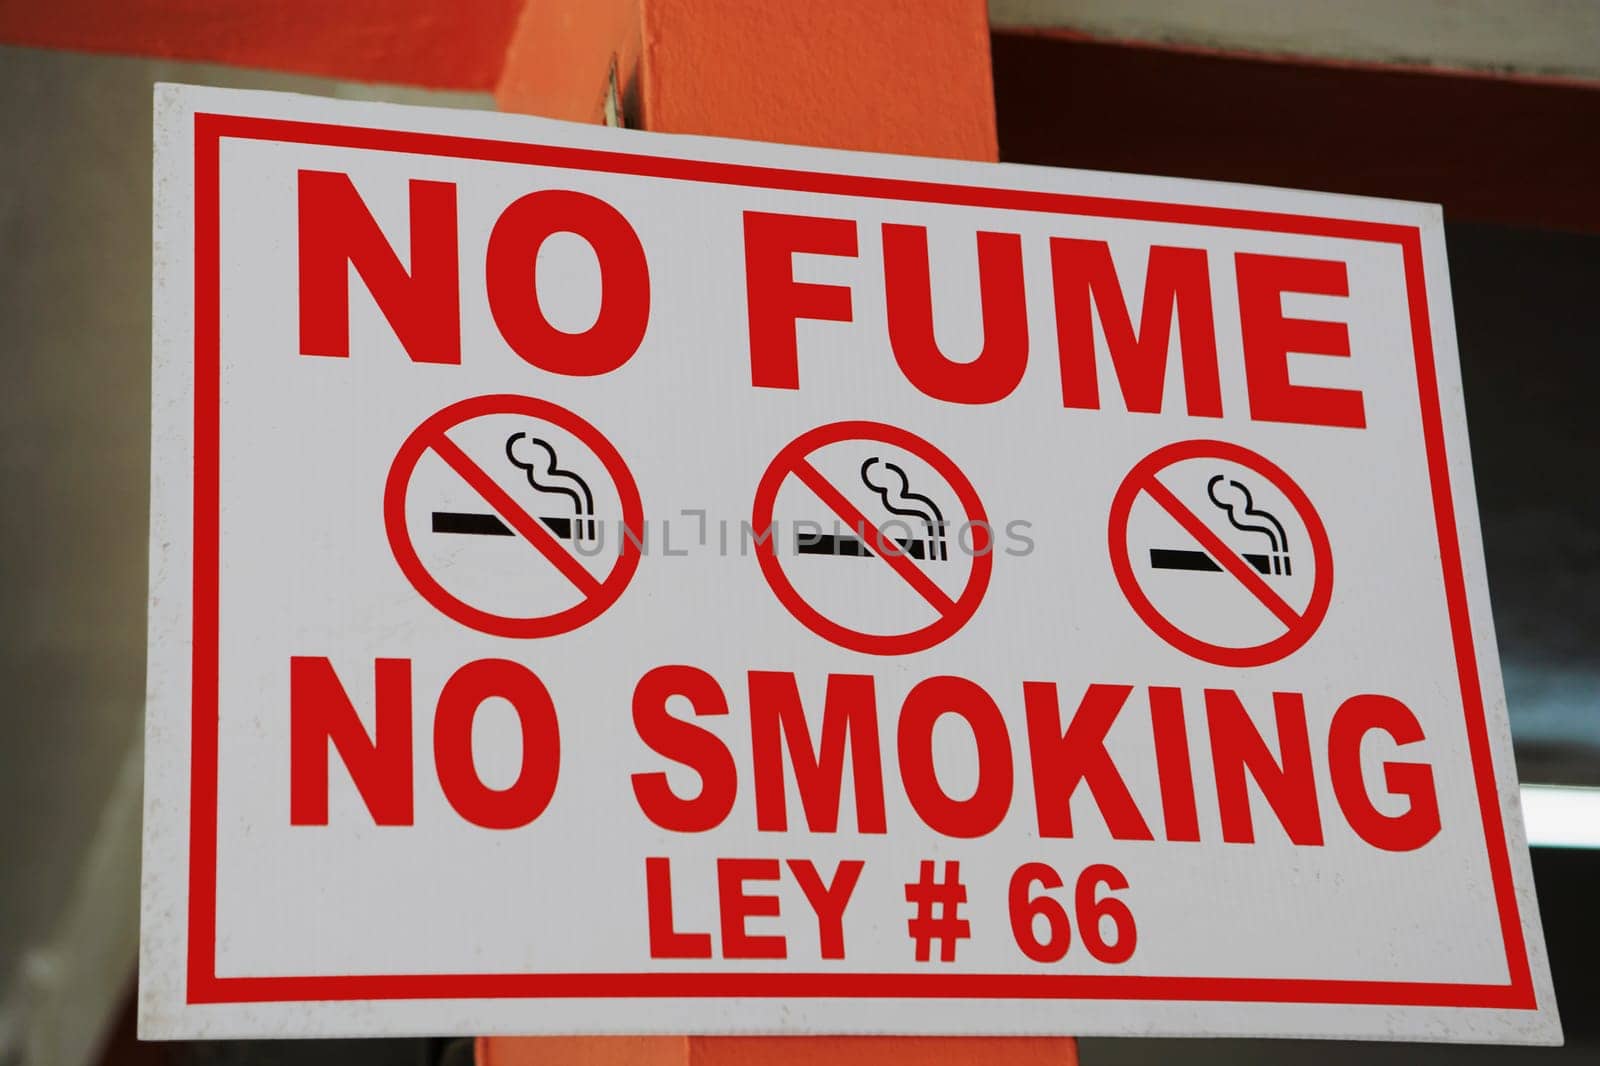 NO FUME
UNLIMPHOTOS
NO SMOKING
LEY # 66